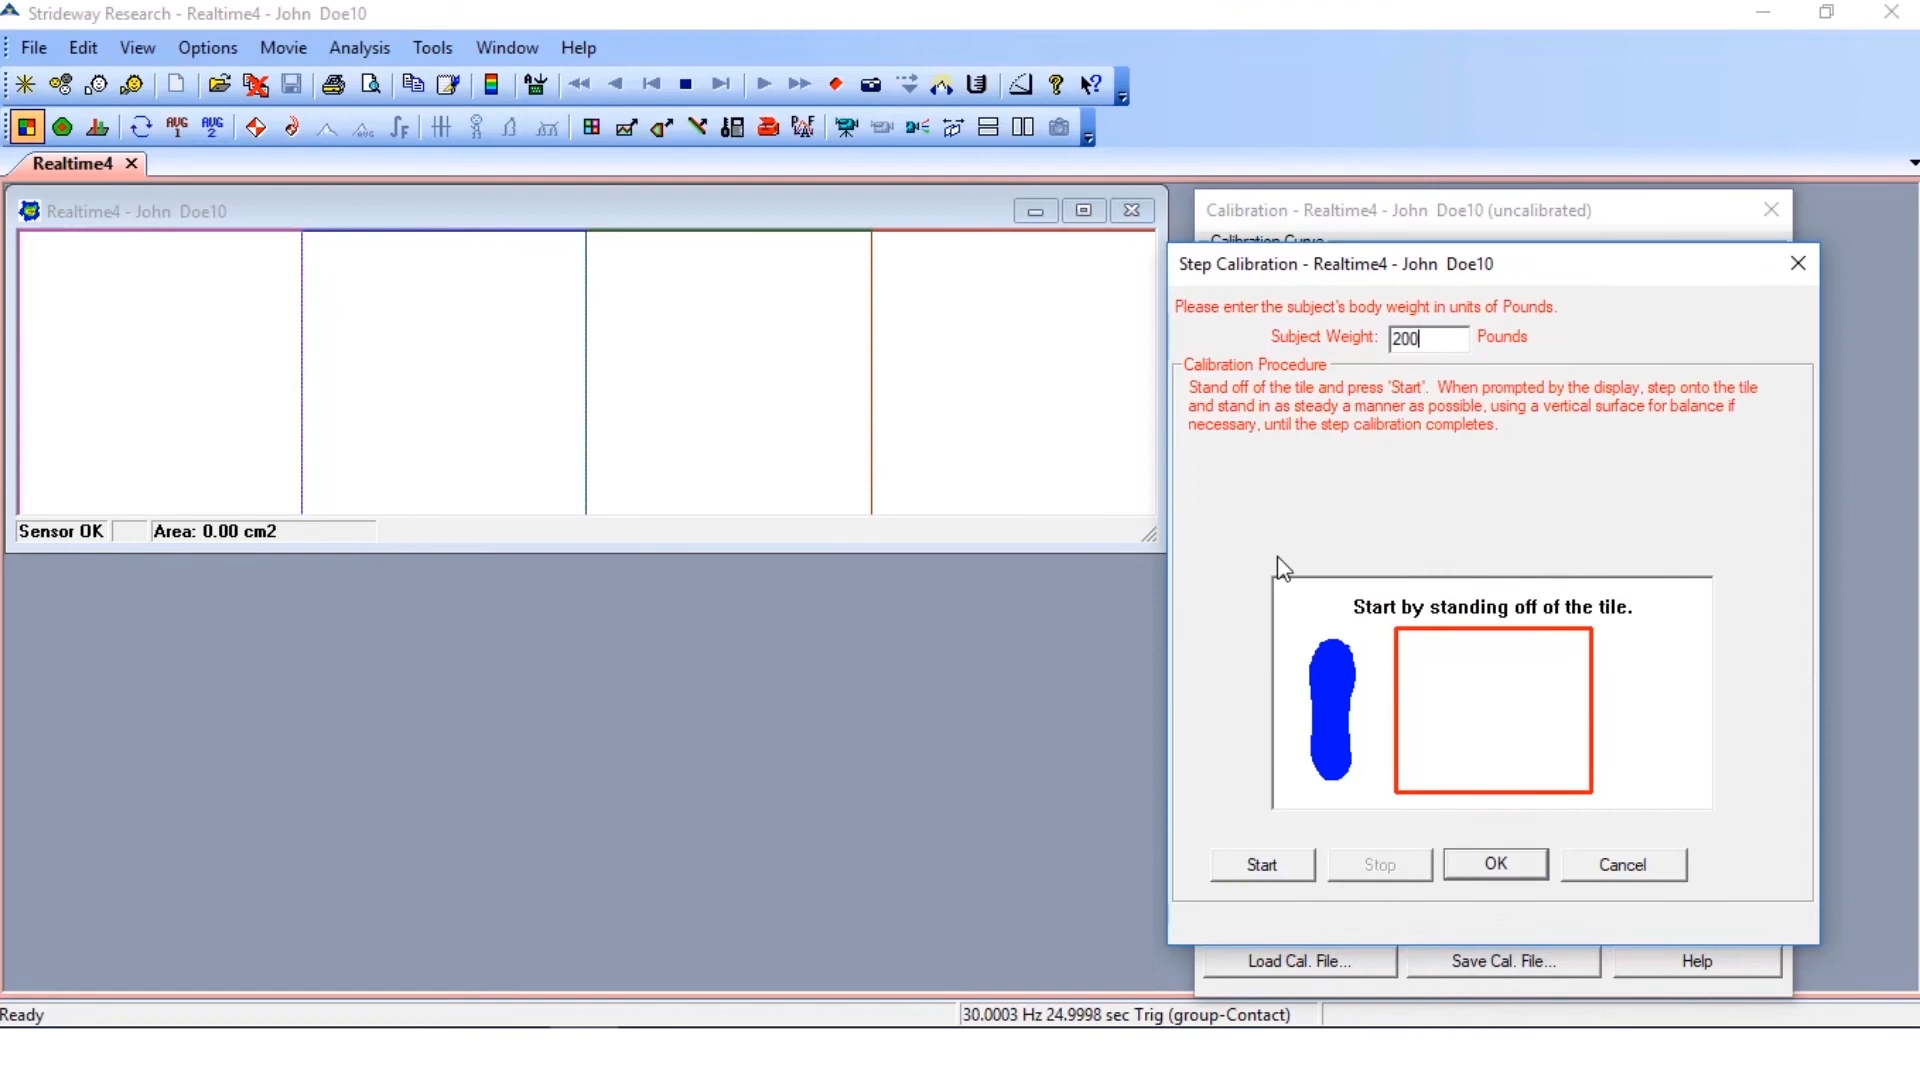 Strideway Research - Realtime4 - John  Doe10
File Edit View Options Movie Analysis Tools Window Help
AVG 1 AVG 2
Realtime4
Realtime4 - John  Doe10
Sensor OK Area: 0.00 cm2
Calibration - Realtime4 - John  Doe10 (uncalibrated)
Calibration Curve
Step Calibration - Realtime4 - John  Doe10
Please enter the subject's body weight in units of Pounds.
Subject Weight: 200 Pounds
Calibration Procedure
Stand off of the tile and press 'Start'.  When prompted by the display, step onto the tile
and stand in as steady a manner as possible, using a vertical surface for balance if
necessary, until the step calibration completes.
Start by standing off of the tile.
Start Stop OK Cancel
Load Cal. File... Save Cal. File... Help
Ready 30.0003 Hz 24.9998 sec Trig (group-Contact)